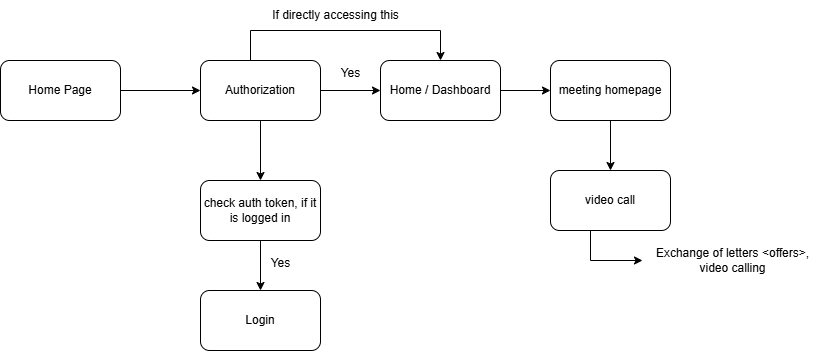 If directly accessing this
Home Page
Authorization
Yes
Home / Dashboard
meeting homepage
check auth token, if it
is logged in
video call
Yes
Exchange of letters <offers>,
video calling
Login